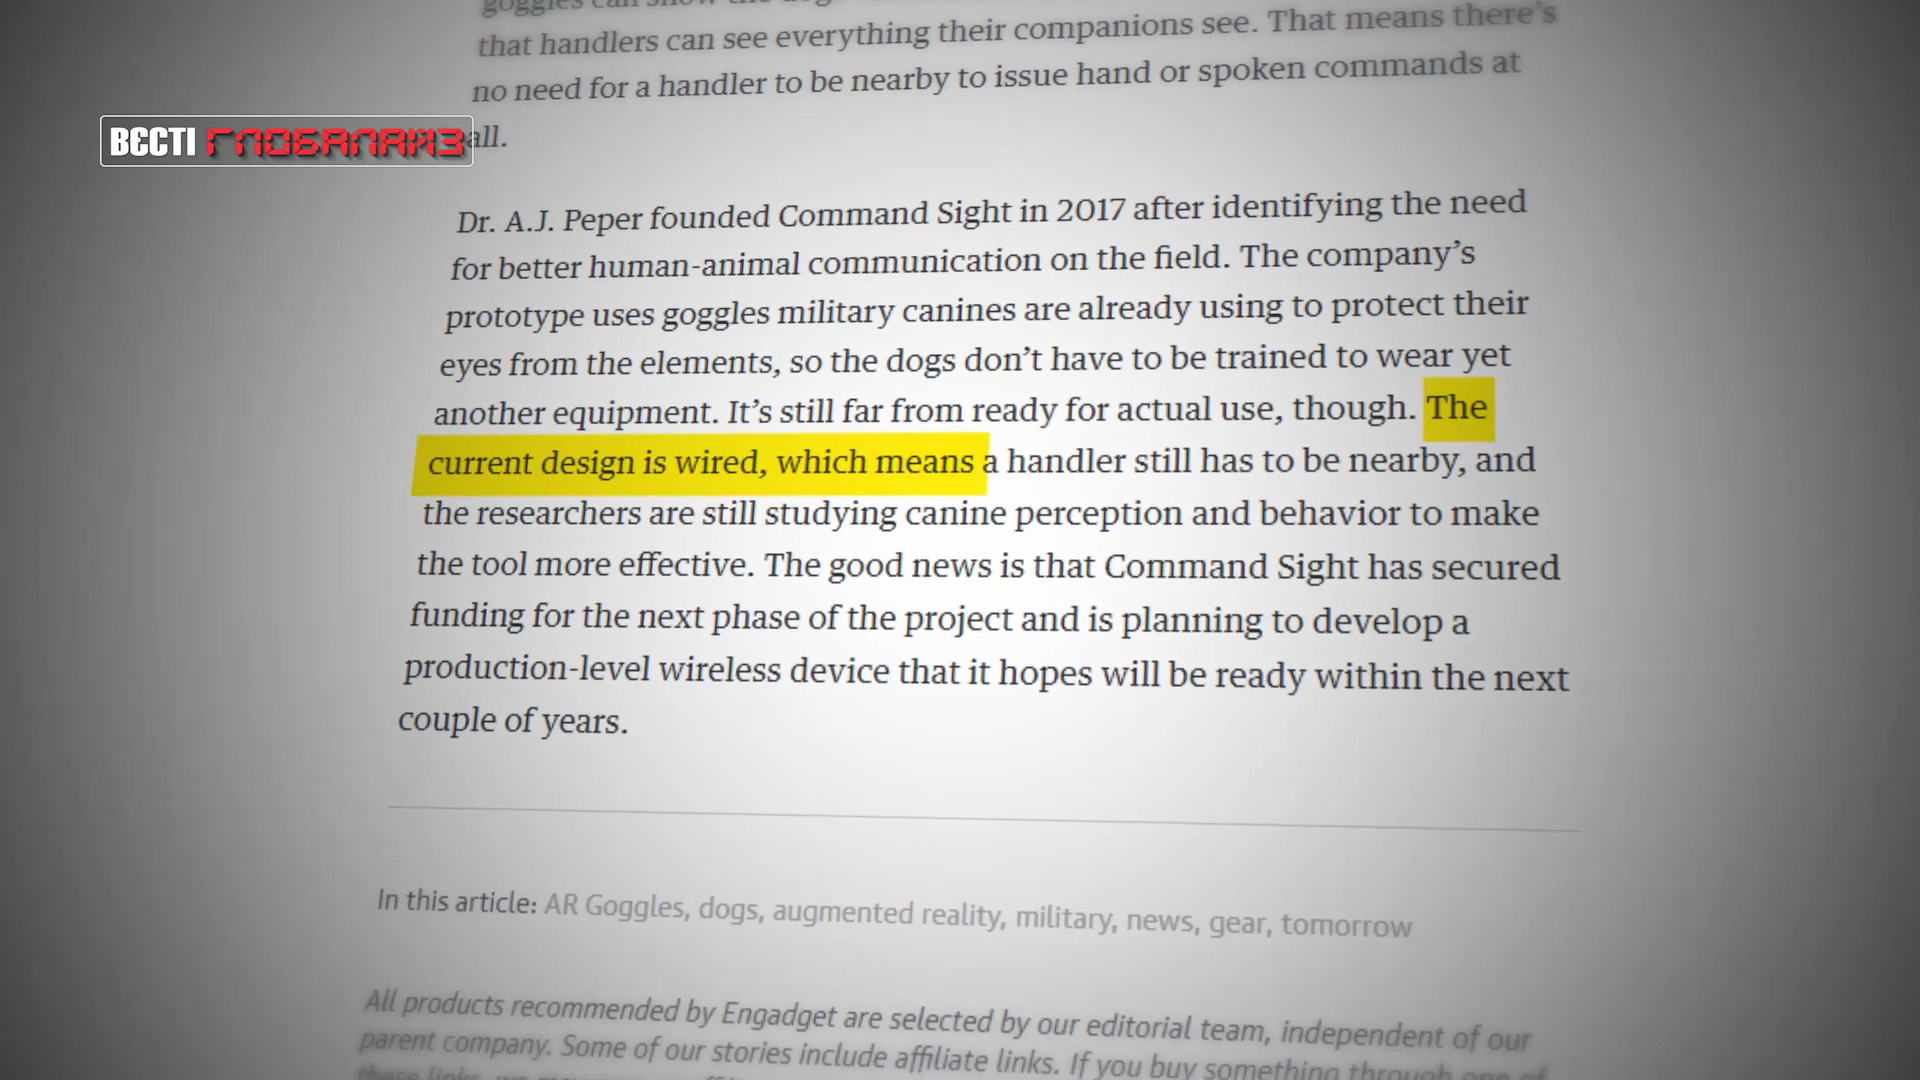 that handlers can see everything their companions see. That means there's
no need for a handler to be nearby to issue hand or spoken commands at
all.
ВЄСТІ ГЛОБАЛАЙЗ
Dr. A.J. Peper founded Command Sight in 2017 after identifying the need
for better human-animal communication on the field. The company's
prototype uses goggles military canines are already using to protect their
eyes from the elements, so the dogs don't have to be trained to wear yet
another equipment. It's still far from ready for actual use, though. The
current design is wired, which means a handler still has to be nearby, and
the researchers are still studying canine perception and behavior to make
the tool more effective. The good news is that Command Sight has secured
funding for the next phase of the project and is planning to develop a
production-level wireless device that it hopes will be ready within the next
couple of years.
In this article: AR Goggles, dogs, augmented reality, military, news, gear, tomorrow
All products recommended by Engadget are selected by our editorial team, independent of our
parent company. Some of our stories include affiliate links. If you buy something through one of